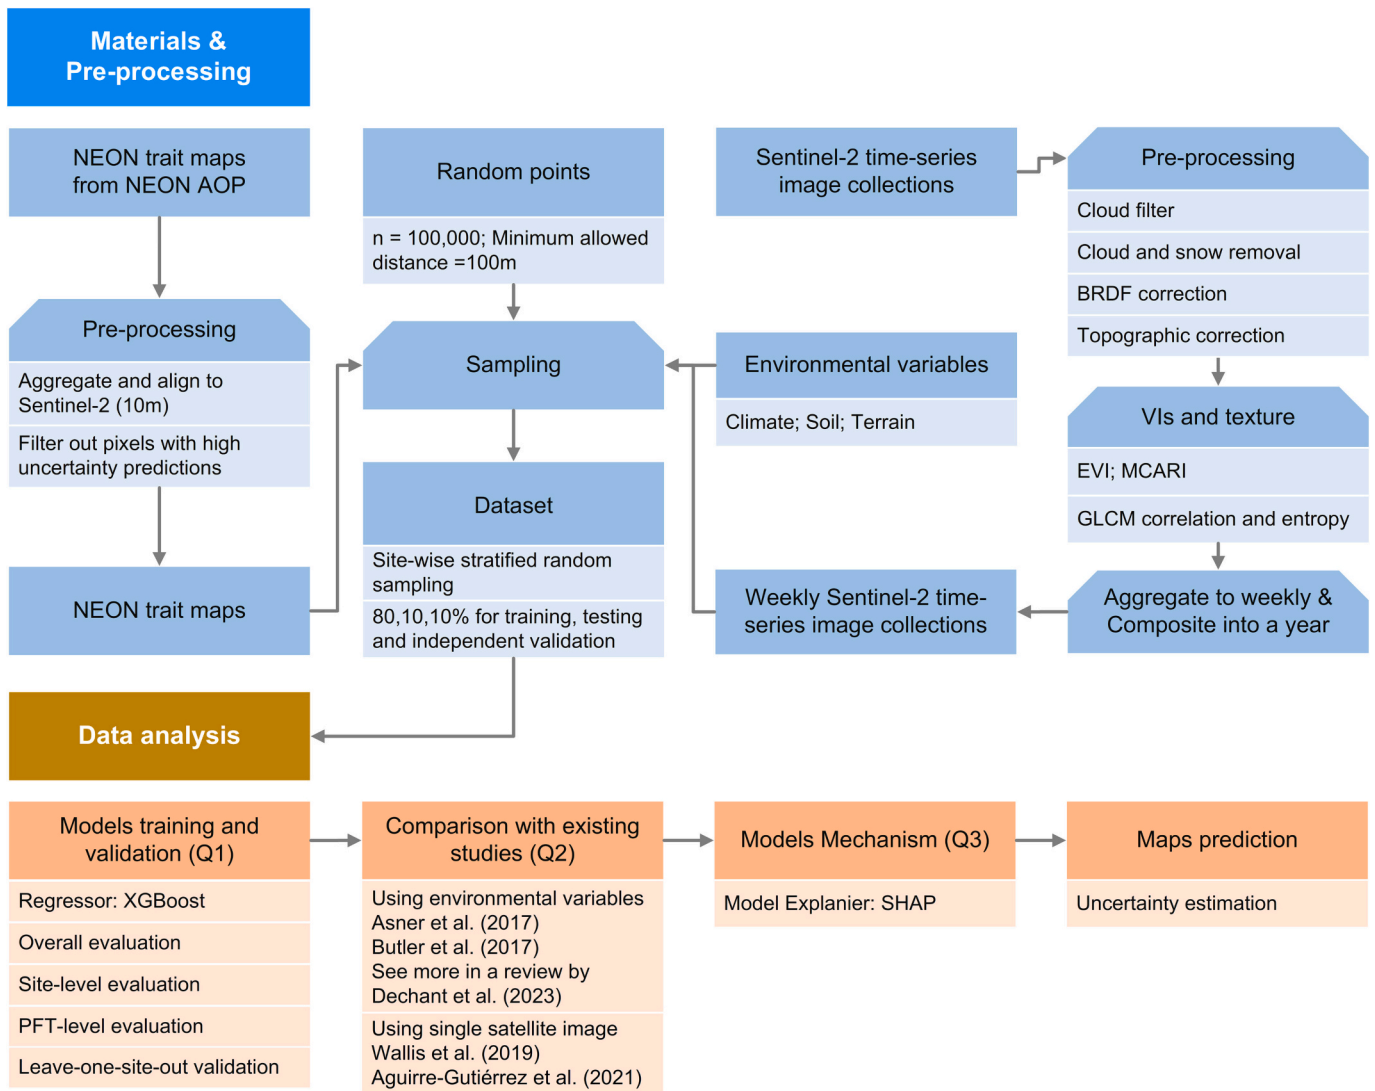 Materials &
Pre-processing
NEON trait maps
from NEON AOP
Pre-processing
Aggregate and align to
Sentinel-2 (10m)
Filter out pixels with high
uncertainty predictions
NEON trait maps
Random points
n = 100,000; Minimum allowed
distance =100m
Sampling
Dataset
Site-wise stratified random
sampling
80,10,10% for training, testing
and independent validation
Sentinel-2 time-series
image collections
Environmental variables
Climate; Soil; Terrain
Weekly Sentinel-2 time-
series image collections
Pre-processing
Cloud filter
Cloud and snow removal
BRDF correction
Topographic correction
VIs and texture
EVI; MCARI
GLCM correlation and entropy
Aggregate to weekly &
Composite into a year
Data analysis
Models training and
validation (Q1)
Regressor: XGBoost
Overall evaluation
Site-level evaluation
PFT-level evaluation
Leave-one-site-out validation
Comparison with existing
studies (Q2)
Using environmental variables
Asner et al. (2017)
Butler et al. (2017)
See more in a review by
Dechant et al. (2023)
Using single satellite image
Wallis et al. (2019)
Aguirre-Gutiérrez et al. (2021)
Models Mechanism (Q3)
Model Explanier: SHAP
Maps prediction
Uncertainty estimation